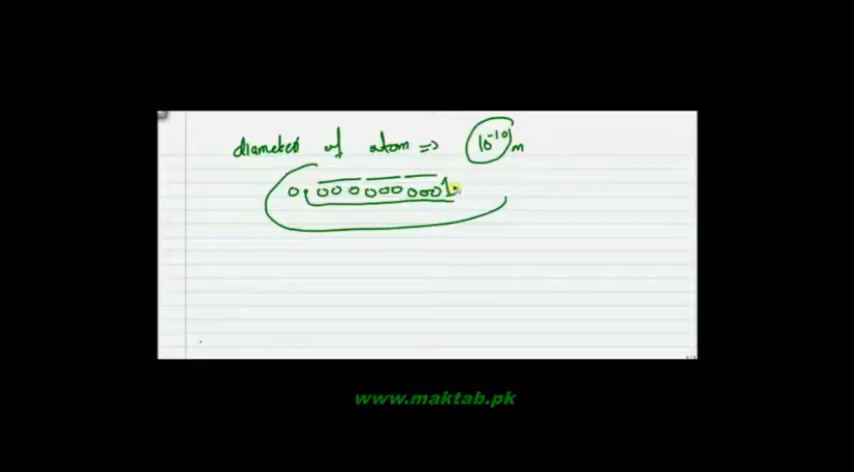 diameter of atom => 10⁻¹⁰ m
0.0000000001
www.maktab.pk